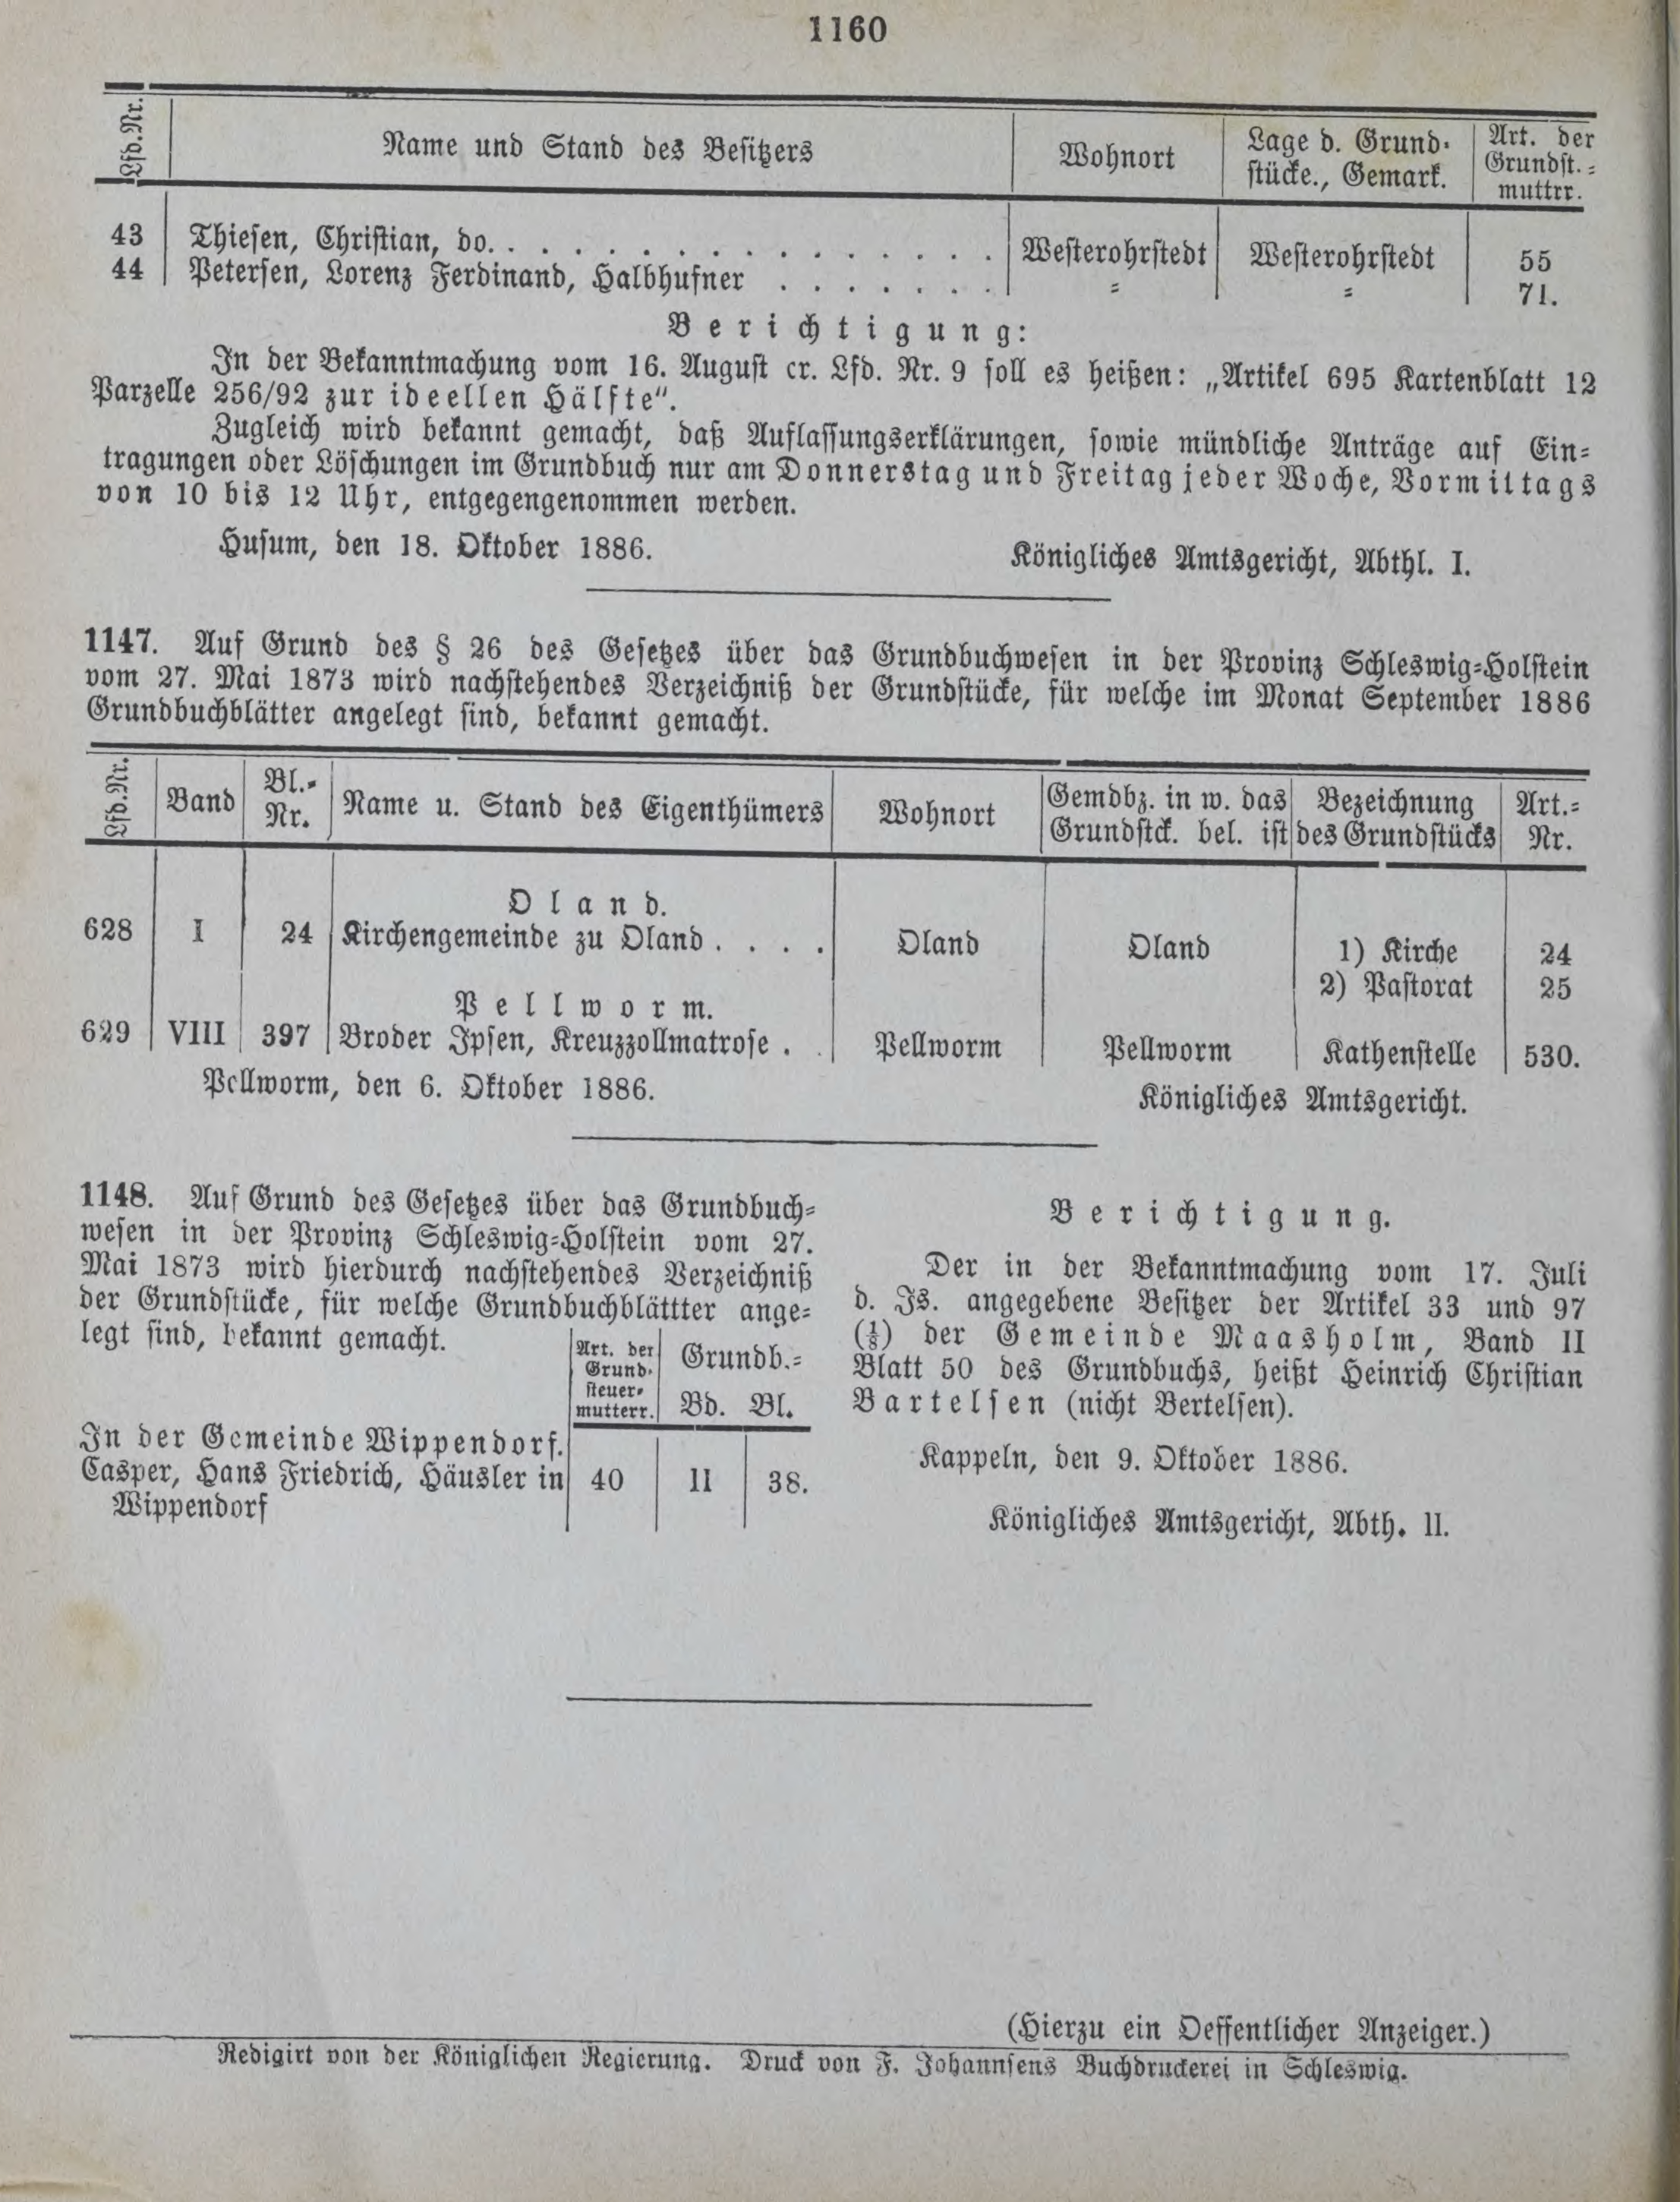 1160
Lfd. Nr. Name und Stand des Besitzers Wohnort Lage d. Grund- Art. der
stücke., Gemark. Grundst.-
muttrr.
43 Thiesen, Christian, do. . . . . . . . . . . . . . . . Westerohrstedt Westerohrstedt 55
44 Petersen, Lorenz Ferdinand, Halbhufner . . . . . . . „ „ 71.
Berichtigung:
In der Bekanntmachung vom 16. August cr. Lfd. Nr. 9 soll es heißen: „Artikel 695 Kartenblatt 12
Parzelle 256/92 zur ideellen Hälfte“.
Zugleich wird bekannt gemacht, daß Auflassungserklärungen, sowie mündliche Anträge auf Ein-
tragungen oder Löschungen im Grundbuch nur am Donnerstag und Freitag jeder Woche, Vormittags
von 10 bis 12 Uhr, entgegengenommen werden.
Husum, den 18. Oktober 1886. Königliches Amtsgericht, Abthl. I.
1147. Auf Grund des § 26 des Gesetzes über das Grundbuchwesen in der Provinz Schleswig-Holstein
vom 27. Mai 1873 wird nachstehendes Verzeichniß der Grundstücke, für welche im Monat September 1886
Grundbuchblätter angelegt sind, bekannt gemacht.
Lfd. Nr. Band Bl.- Name u. Stand des Eigenthümers Wohnort Gemdbz. in w. das Bezeichnung Art.-
Nr. Grundstck. bel. ist des Grundstücks Nr.
Oland.
628 I 24 Kirchengemeinde zu Oland . . . . Oland Oland 1) Kirche 24
2) Pastorat 25
Pellworm.
629 VIII 397 Broder Ipsen, Kreuzzollmatrose . . Pellworm Pellworm Kathenstelle 530.
Pellworm, den 6. Oktober 1886. Königliches Amtsgericht.
1148. Auf Grund des Gesetzes über das Grundbuch-
wesen in der Provinz Schleswig-Holstein vom 27.
Mai 1873 wird hierdurch nachstehendes Verzeichniß
der Grundstücke, für welche Grundbuchblättter ange-
legt sind, bekannt gemacht.
Art. der Grundb.-
Grund-
steuer-
mutterr. Bd. Bl.
In der Gemeinde Wippendorf.
Casper, Hans Friedrich, Häusler in 40 II 38.
Wippendorf
Berichtigung.
Der in der Bekanntmachung vom 17. Juli
d. Js. angegebene Besitzer der Artikel 33 und 97
(⅛) der Gemeinde Maasholm, Band II
Blatt 50 des Grundbuchs, heißt Heinrich Christian
Bartelsen (nicht Bertelsen).
Kappeln, den 9. Oktober 1886.
Königliches Amtsgericht, Abth. II.
(Hierzu ein Oeffentlicher Anzeiger.)
Redigirt von der Königlichen Regierung. Druck von F. Johannsens Buchdruckerei in Schleswig.